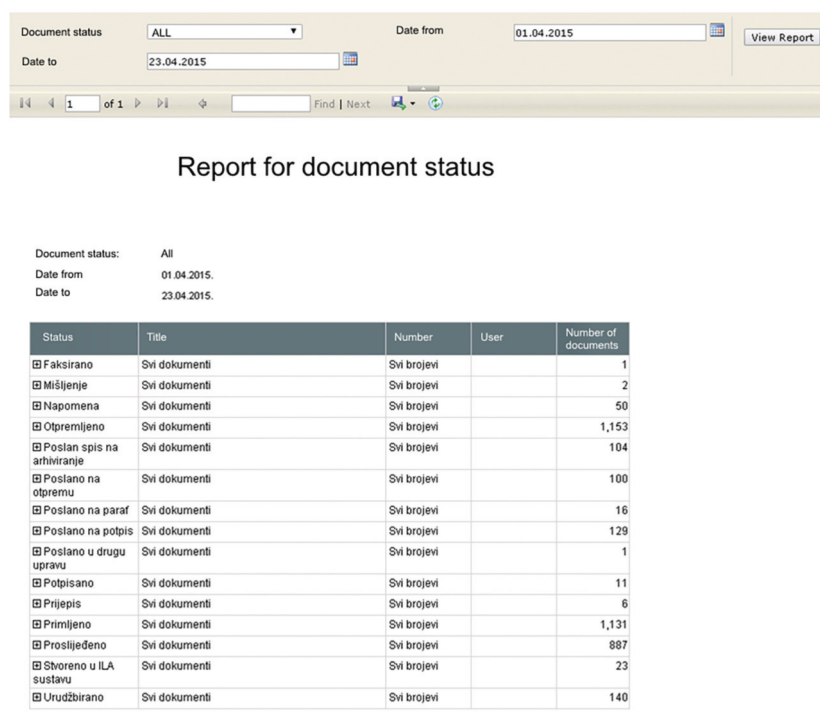 Document status ALL Date from 01.04.2015 View Report
Date to 23.04.2015
1 of 1 Find | Next
Report for document status
Document status: All
Date from 01.04.2015.
Date to 23.04.2015.
Status Title Number User Number of documents
Faksirano Svi dokumenti Svi brojevi 1
Mišljenje Svi dokumenti Svi brojevi 2
Napomena Svi dokumenti Svi brojevi 50
Otpremljeno Svi dokumenti Svi brojevi 1,153
Poslan spis na Svi dokumenti Svi brojevi 104
arhiviranje
Poslano na Svi dokumenti Svi brojevi 100
otpremu
Poslano na paraf Svi dokumenti Svi brojevi 16
Poslano na potpis Svi dokumenti Svi brojevi 129
Poslano u drugu Svi dokumenti Svi brojevi 1
upravu
Potpisano Svi dokumenti Svi brojevi 11
Prijepis Svi dokumenti Svi brojevi 6
Primljeno Svi dokumenti Svi brojevi 1,131
Proslijeđeno Svi dokumenti Svi brojevi 887
Stvoreno u ILA Svi dokumenti Svi brojevi 23
sustavu
Urudžbirano Svi dokumenti Svi brojevi 140